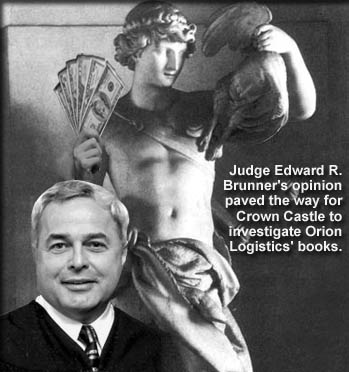 Judge Edward R.
Brunner's opinion
paved the way for
Crown Castle to
investigate Orion
Logistics' books.